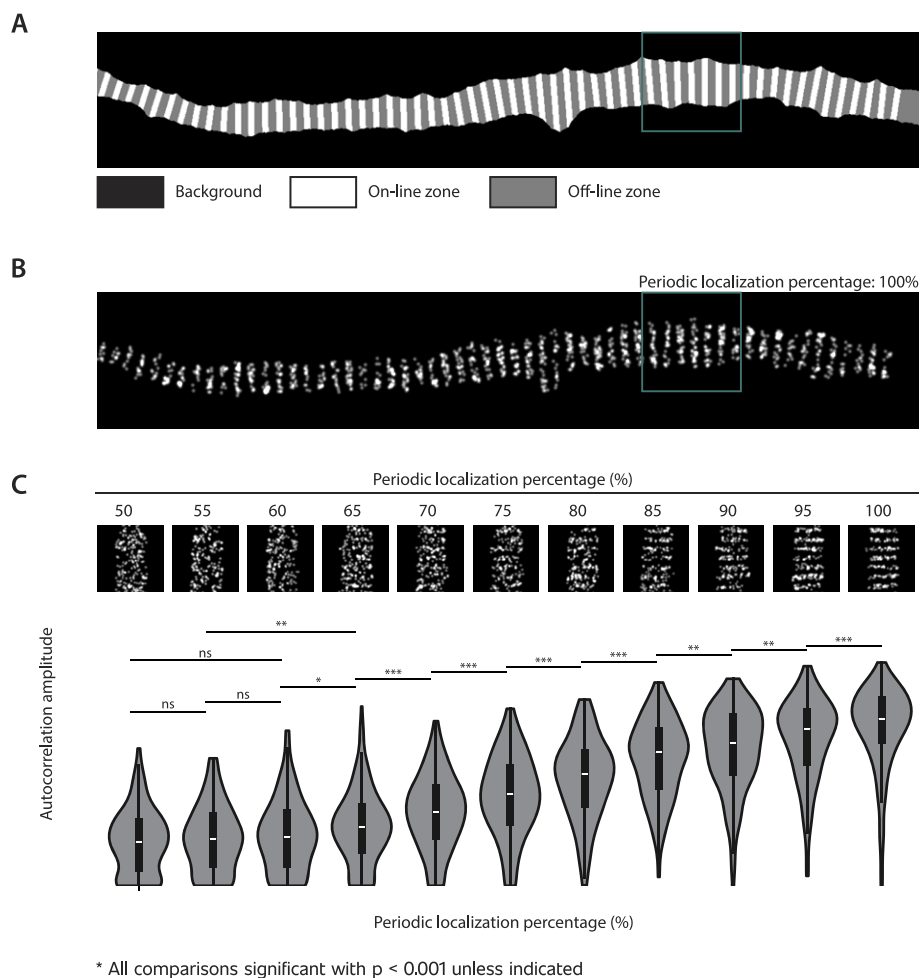 A
Background
On-line zone
Off-line zone
B
Periodic localization percentage: 100%
C
Periodic localization percentage (%)
50 55 60 65 70 75 80 85 90 95 100
Autocorrelation amplitude
**
ns
ns
ns
*
***
***
***
***
**
**
***
Periodic localization percentage (%)
* All comparisons significant with p < 0.001 unless indicated